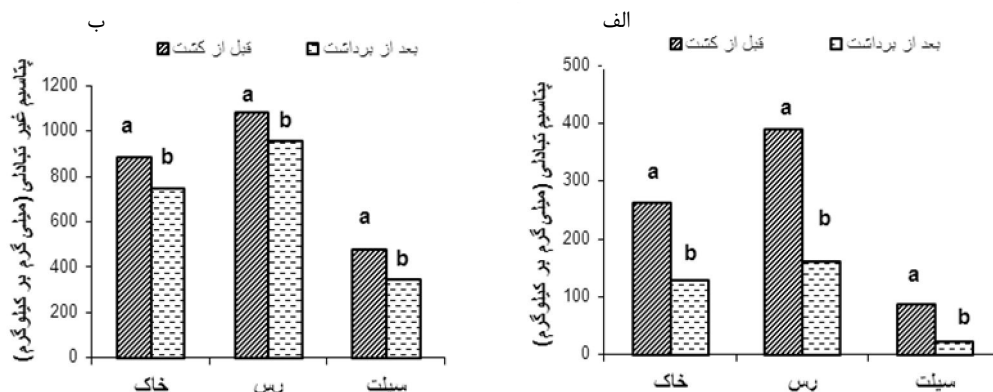 الف
قبل از کشت بعد از برداشت
پتاسیم تبادلی (میلی گرم بر کیلوگرم)
500
400
300
200
100
0
a b a b a b
خاک رس سیلت
ب
قبل از کشت بعد از برداشت
پتاسیم غیر تبادلی (میلی گرم بر کیلوگرم)
1200
1000
800
600
400
200
0
a b a b a b
خاک رس سیلت